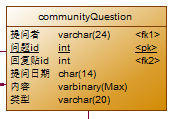 communityQuestion
提问者 varchar(24) <fk1>
问题id int <pk>
回复贴id int <fk2>
提问日期 char(14)
内容 varbinary(Max)
类型 varchar(20)